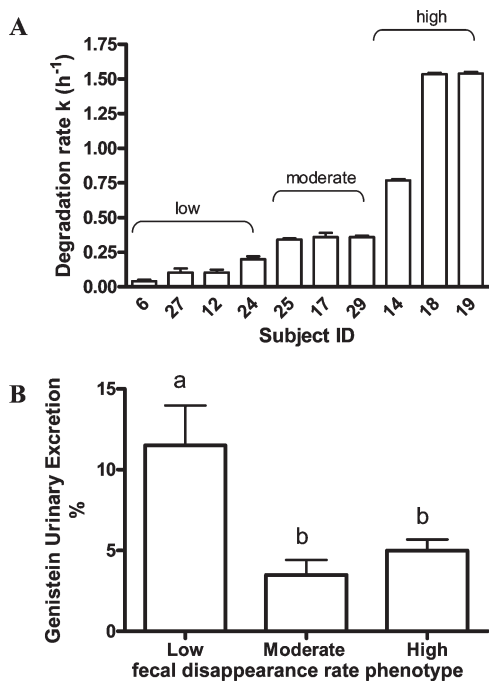 A
Degradation rate k (h⁻¹)
1.75
1.50
1.25
1.00
0.75
0.50
0.25
0.00
low
moderate
high
6 27 12 24 25 17 29 14 18 19
Subject ID
B
Genistein Urinary Excretion
%
15
10
5
0
a
b
b
Low Moderate High
fecal disappearance rate phenotype